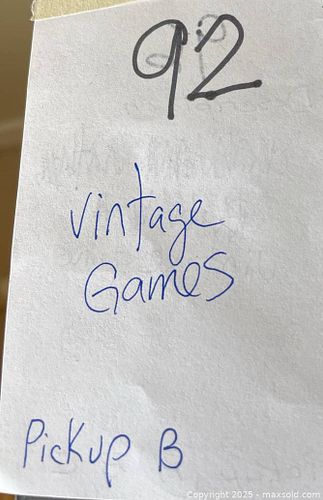 92
Vintage
Games
Pickup B
Copyright © 2025 - maxsold.com